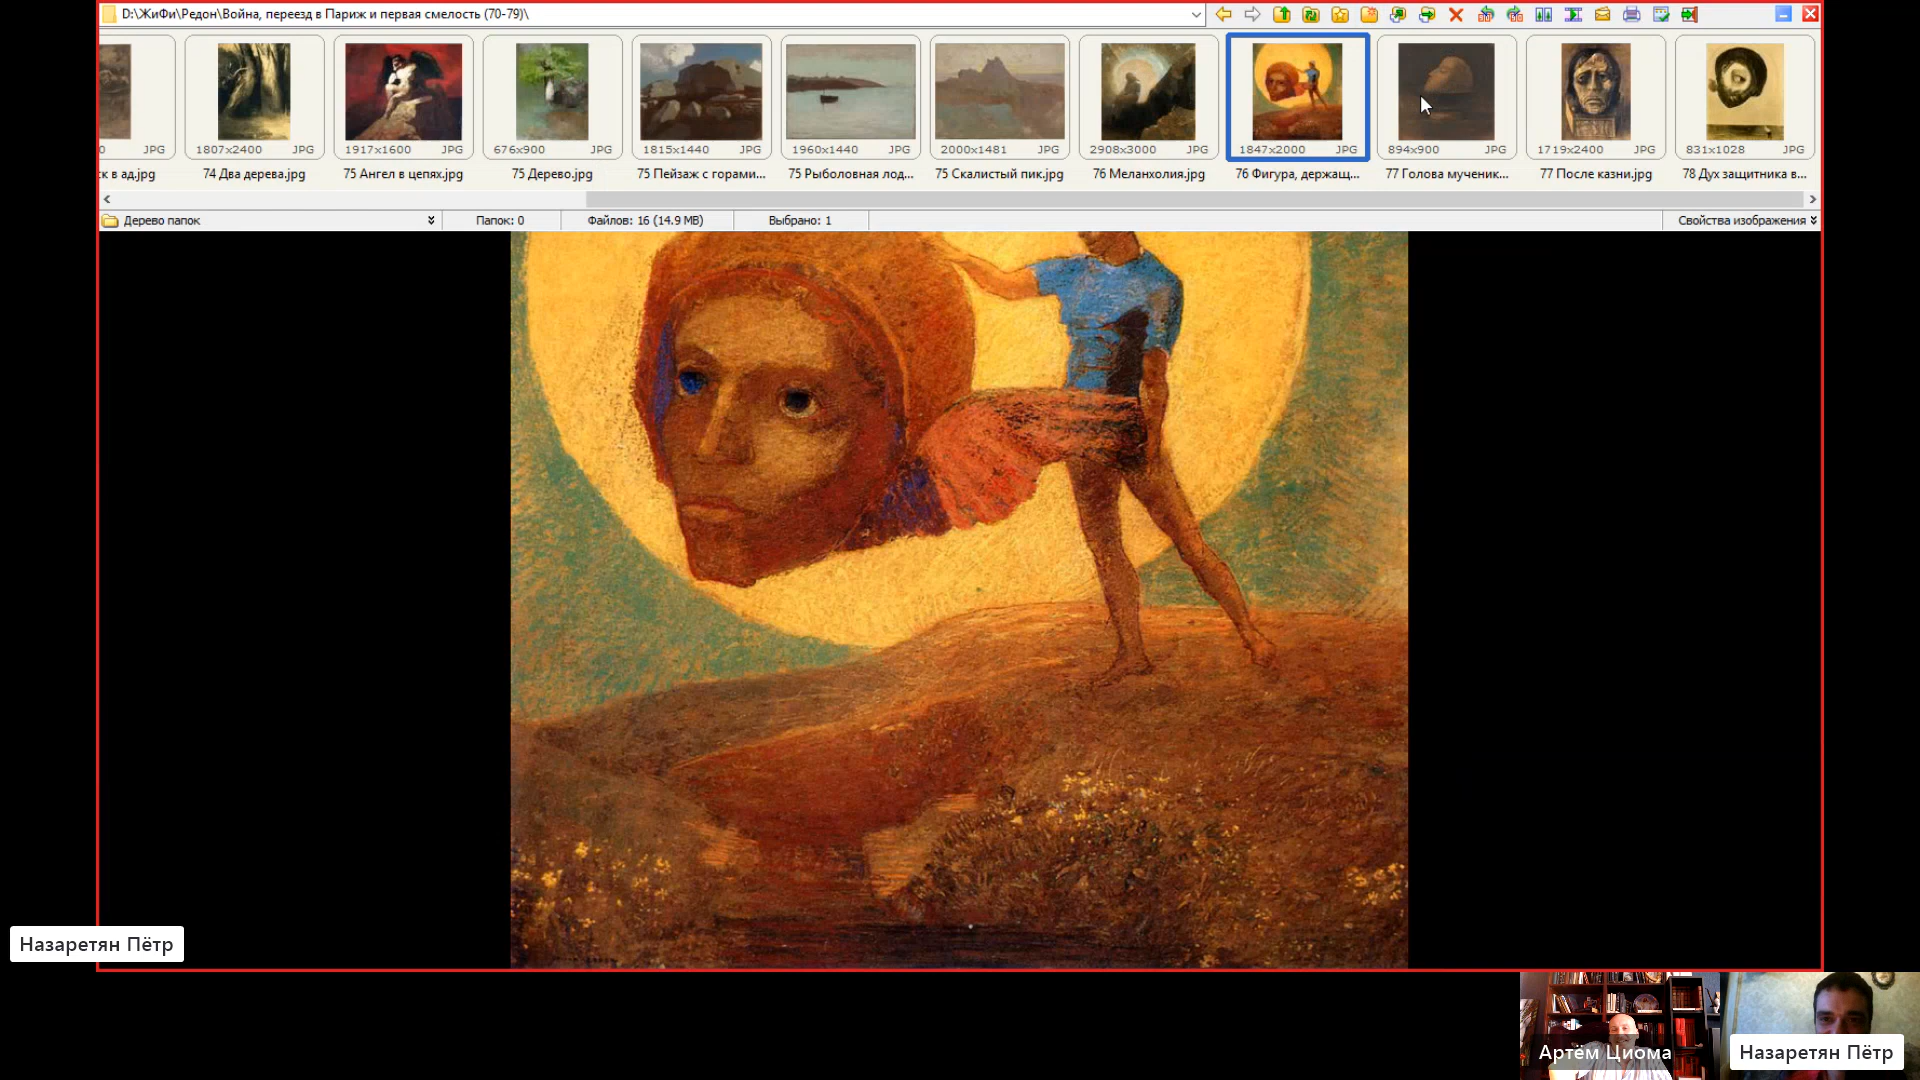 D:\ЖиФи\Редон\Война, переезд в Париж и первая смелость (70-79)\
0 JPG
1807x2400 JPG
1917x1600 JPG
676x900 JPG
1815x1440 JPG
1960x1440 JPG
2000x1481 JPG
2908x3000 JPG
1847x2000 JPG
894x900 JPG
1719x2400 JPG
831x1028 JPG
ск в ад.jpg
74 Два дерева.jpg
75 Ангел в цепях.jpg
75 Дерево.jpg
75 Пейзаж с горами...
75 Рыболовная лод...
75 Скалистый пик.jpg
76 Меланхолия.jpg
76 Фигура, держащ...
77 Голова мученик...
77 После казни.jpg
78 Дух защитника в...
Дерево папок
Папок: 0
Файлов: 16 (14.9 MB)
Выбрано: 1
Свойства изображения
Назаретян Пётр
Артём Циома
Назаретян Пётр